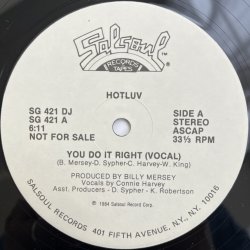 Salsoul
RECORDS
TAPES
HOTLUV
SG 421 DJ
SG 421 A
6:11
NOT FOR SALE
SIDE A
STEREO
ASCAP
33⅓ RPM
YOU DO IT RIGHT (VOCAL)
(B. Mersey-D. Sypher-C. Harvey-W. King)
PRODUCED BY BILLY MERSEY
Vocals by Connie Harvey
Asst. Producers - D. Sypher - K. Robertson
℗ 1984 Salsoul Record Corp.
SALSOUL RECORDS 401 FIFTH AVENUE, N.Y., N.Y. 10016